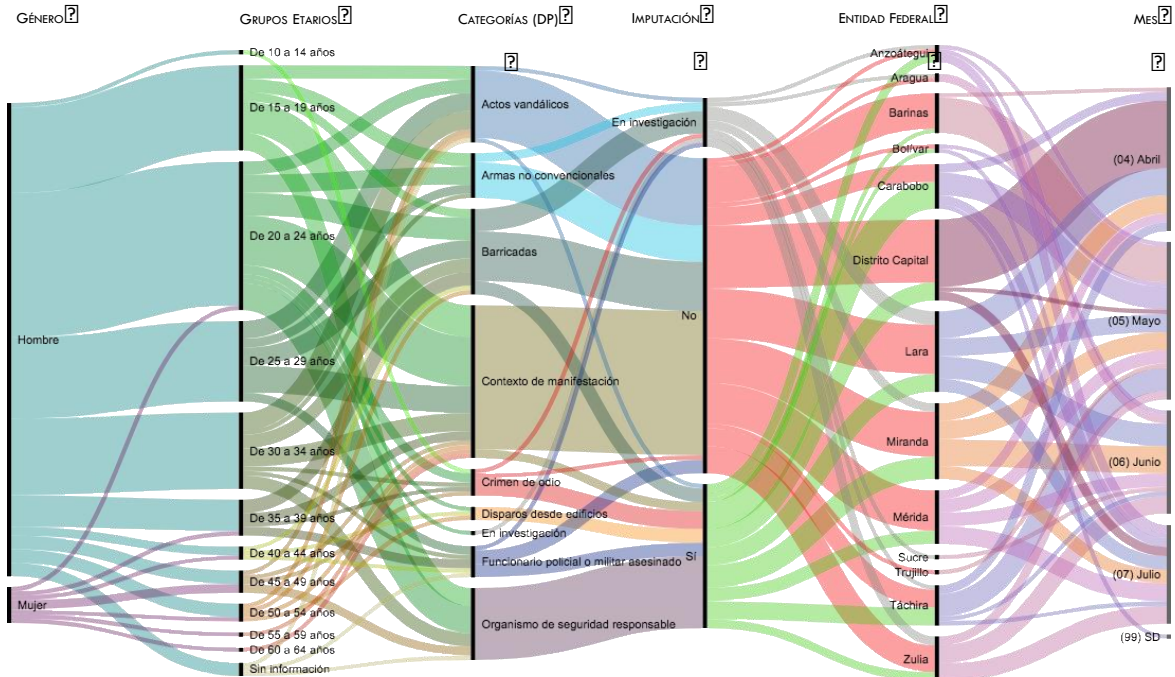 GÉNERO
GRUPOS ETARIOS
CATEGORÍAS (DP)
IMPUTACIÓN
ENTIDAD FEDERAL
MES
Hombre
Mujer
De 10 a 14 años
De 15 a 19 años
De 20 a 24 años
De 25 a 29 años
De 30 a 34 años
De 35 a 39 años
De 40 a 44 años
De 45 a 49 años
De 50 a 54 años
De 55 a 59 años
De 60 a 64 años
Sin información
Actos vandálicos
Armas no convencionales
Barricadas
Contexto de manifestación
Crimen de odio
Disparos desde edificios
En investigación
Funcionario policial o militar asesinado
Organismo de seguridad responsable
En investigación
No
Sí
Anzoátegui
Aragua
Barinas
Bolívar
Carabobo
Distrito Capital
Lara
Miranda
Mérida
Sucre
Trujillo
Táchira
Zulia
(04) Abril
(05) Mayo
(06) Junio
(07) Julio
(99) SD